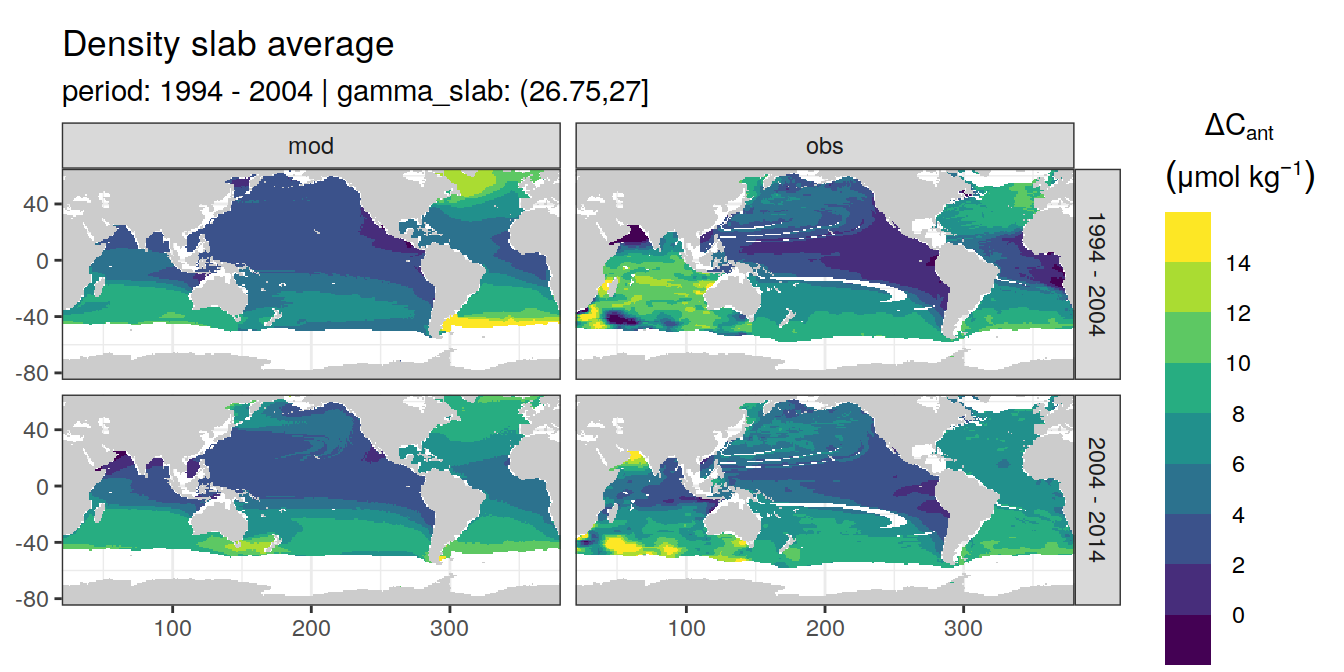 Density slab average
period: 1994 - 2004 | gamma_slab: (26.75,27]
mod
obs
40
0
-40
-80
1994 - 2004
40
0
-40
-80
2004 - 2014
100
200
300
100
200
300
ΔCant
(μmol kg⁻¹)
14
12
10
8
6
4
2
0